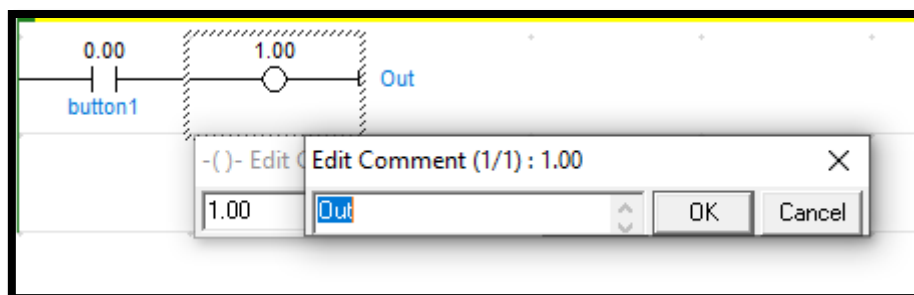 0.00
1.00
Out
button1
-( )- Edit C
Edit Comment (1/1) : 1.00
1.00
Out
OK
Cancel